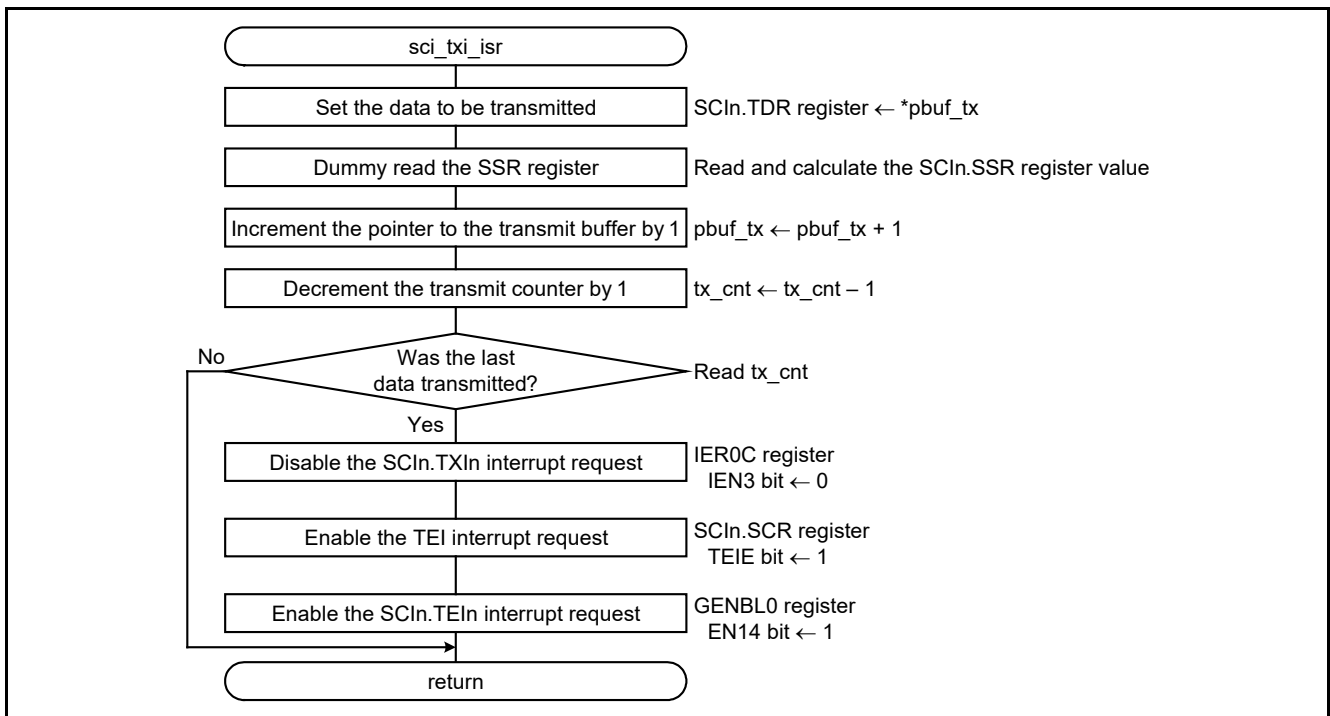 sci_txi_isr
Set the data to be transmitted
SCIn.TDR register ← *pbuf_tx
Dummy read the SSR register
Read and calculate the SCIn.SSR register value
Increment the pointer to the transmit buffer by 1
pbuf_tx ← pbuf_tx + 1
Decrement the transmit counter by 1
tx_cnt ← tx_cnt – 1
No
Was the last
data transmitted?
Read tx_cnt
Yes
Disable the SCIn.TXIn interrupt request
IER0C register
IEN3 bit ← 0
Enable the TEI interrupt request
SCIn.SCR register
TEIE bit ← 1
Enable the SCIn.TEIn interrupt request
GENBL0 register
EN14 bit ← 1
return